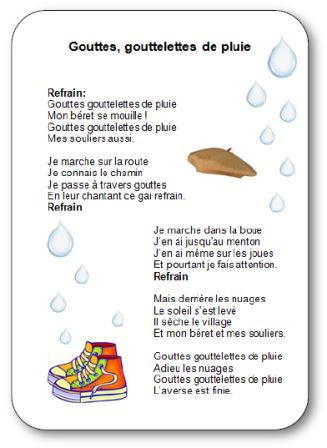 Gouttes, gouttelettes de pluie
Refrain:
Gouttes gouttelettes de pluie
Mon béret se mouille !
Gouttes gouttelettes de pluie
Mes souliers aussi.
Je marche sur la route
Je connais le chemin
Je passe à travers gouttes
En leur chantant ce gai refrain.
Refrain
Je marche dans la boue
J'en ai jusqu'au menton
J'en ai même sur les joues
Et pourtant je fais attention.
Refrain
Mais derrière les nuages
Le soleil s'est levé
Il sèche le village
Et mon béret et mes souliers.
Gouttes gouttelettes de pluie
Adieu les nuages
Gouttes gouttelettes de pluie
L'averse est finie.